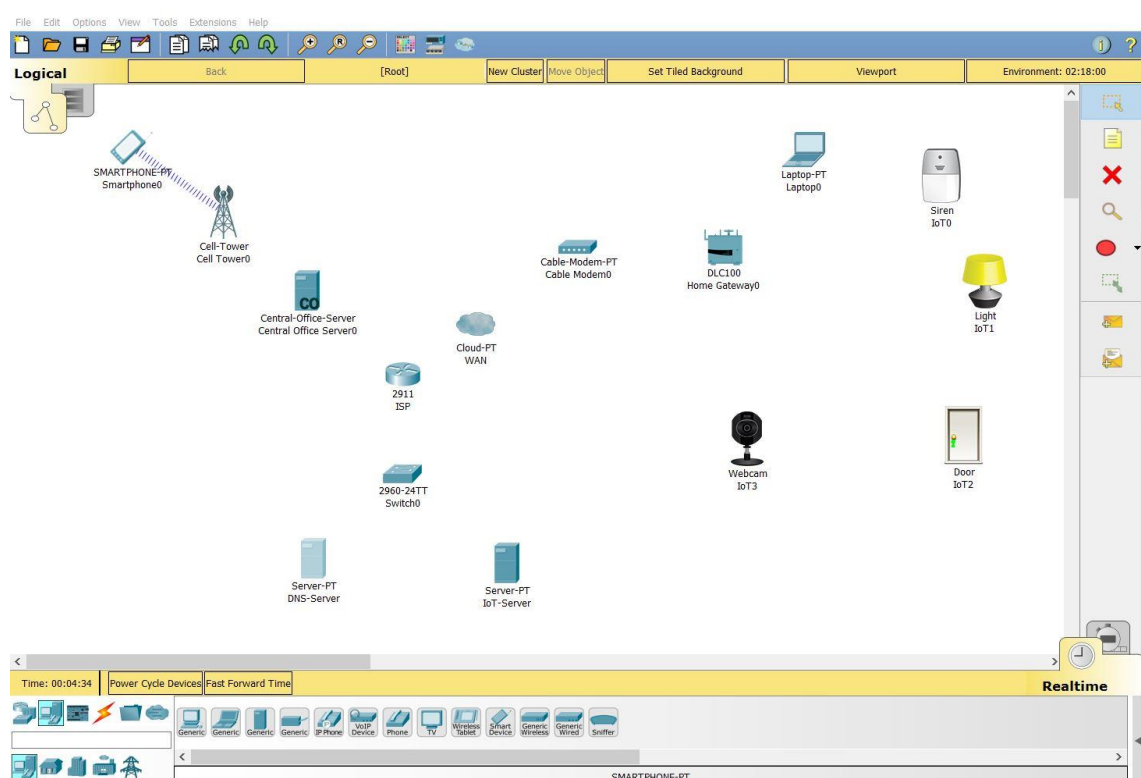 File Edit Options View Tools Extensions Help
Logical Back [Root] New Cluster Move Object Set Tiled Background Viewport Environment: 02:18:00
SMARTPHONE-PT
Smartphone0
Cell-Tower
Cell Tower0
Laptop-PT
Laptop0
Siren
IoT0
Cable-Modem-PT
Cable Modem0
DLC100
Home Gateway0
CO
Central-Office-Server
Central Office Server0
Light
IoT1
Cloud-PT
WAN
2911
ISP
Webcam
IoT3
Door
IoT2
2960-24TT
Switch0
Server-PT
DNS-Server
Server-PT
IoT-Server
Time: 00:04:34 Power Cycle Devices Fast Forward Time Realtime
Generic Generic Generic Generic IP Phone VoIP Device Phone TV Wireless Tablet Smart Device Generic Wireless Generic Wired Sniffer
SMARTPHONE-PT